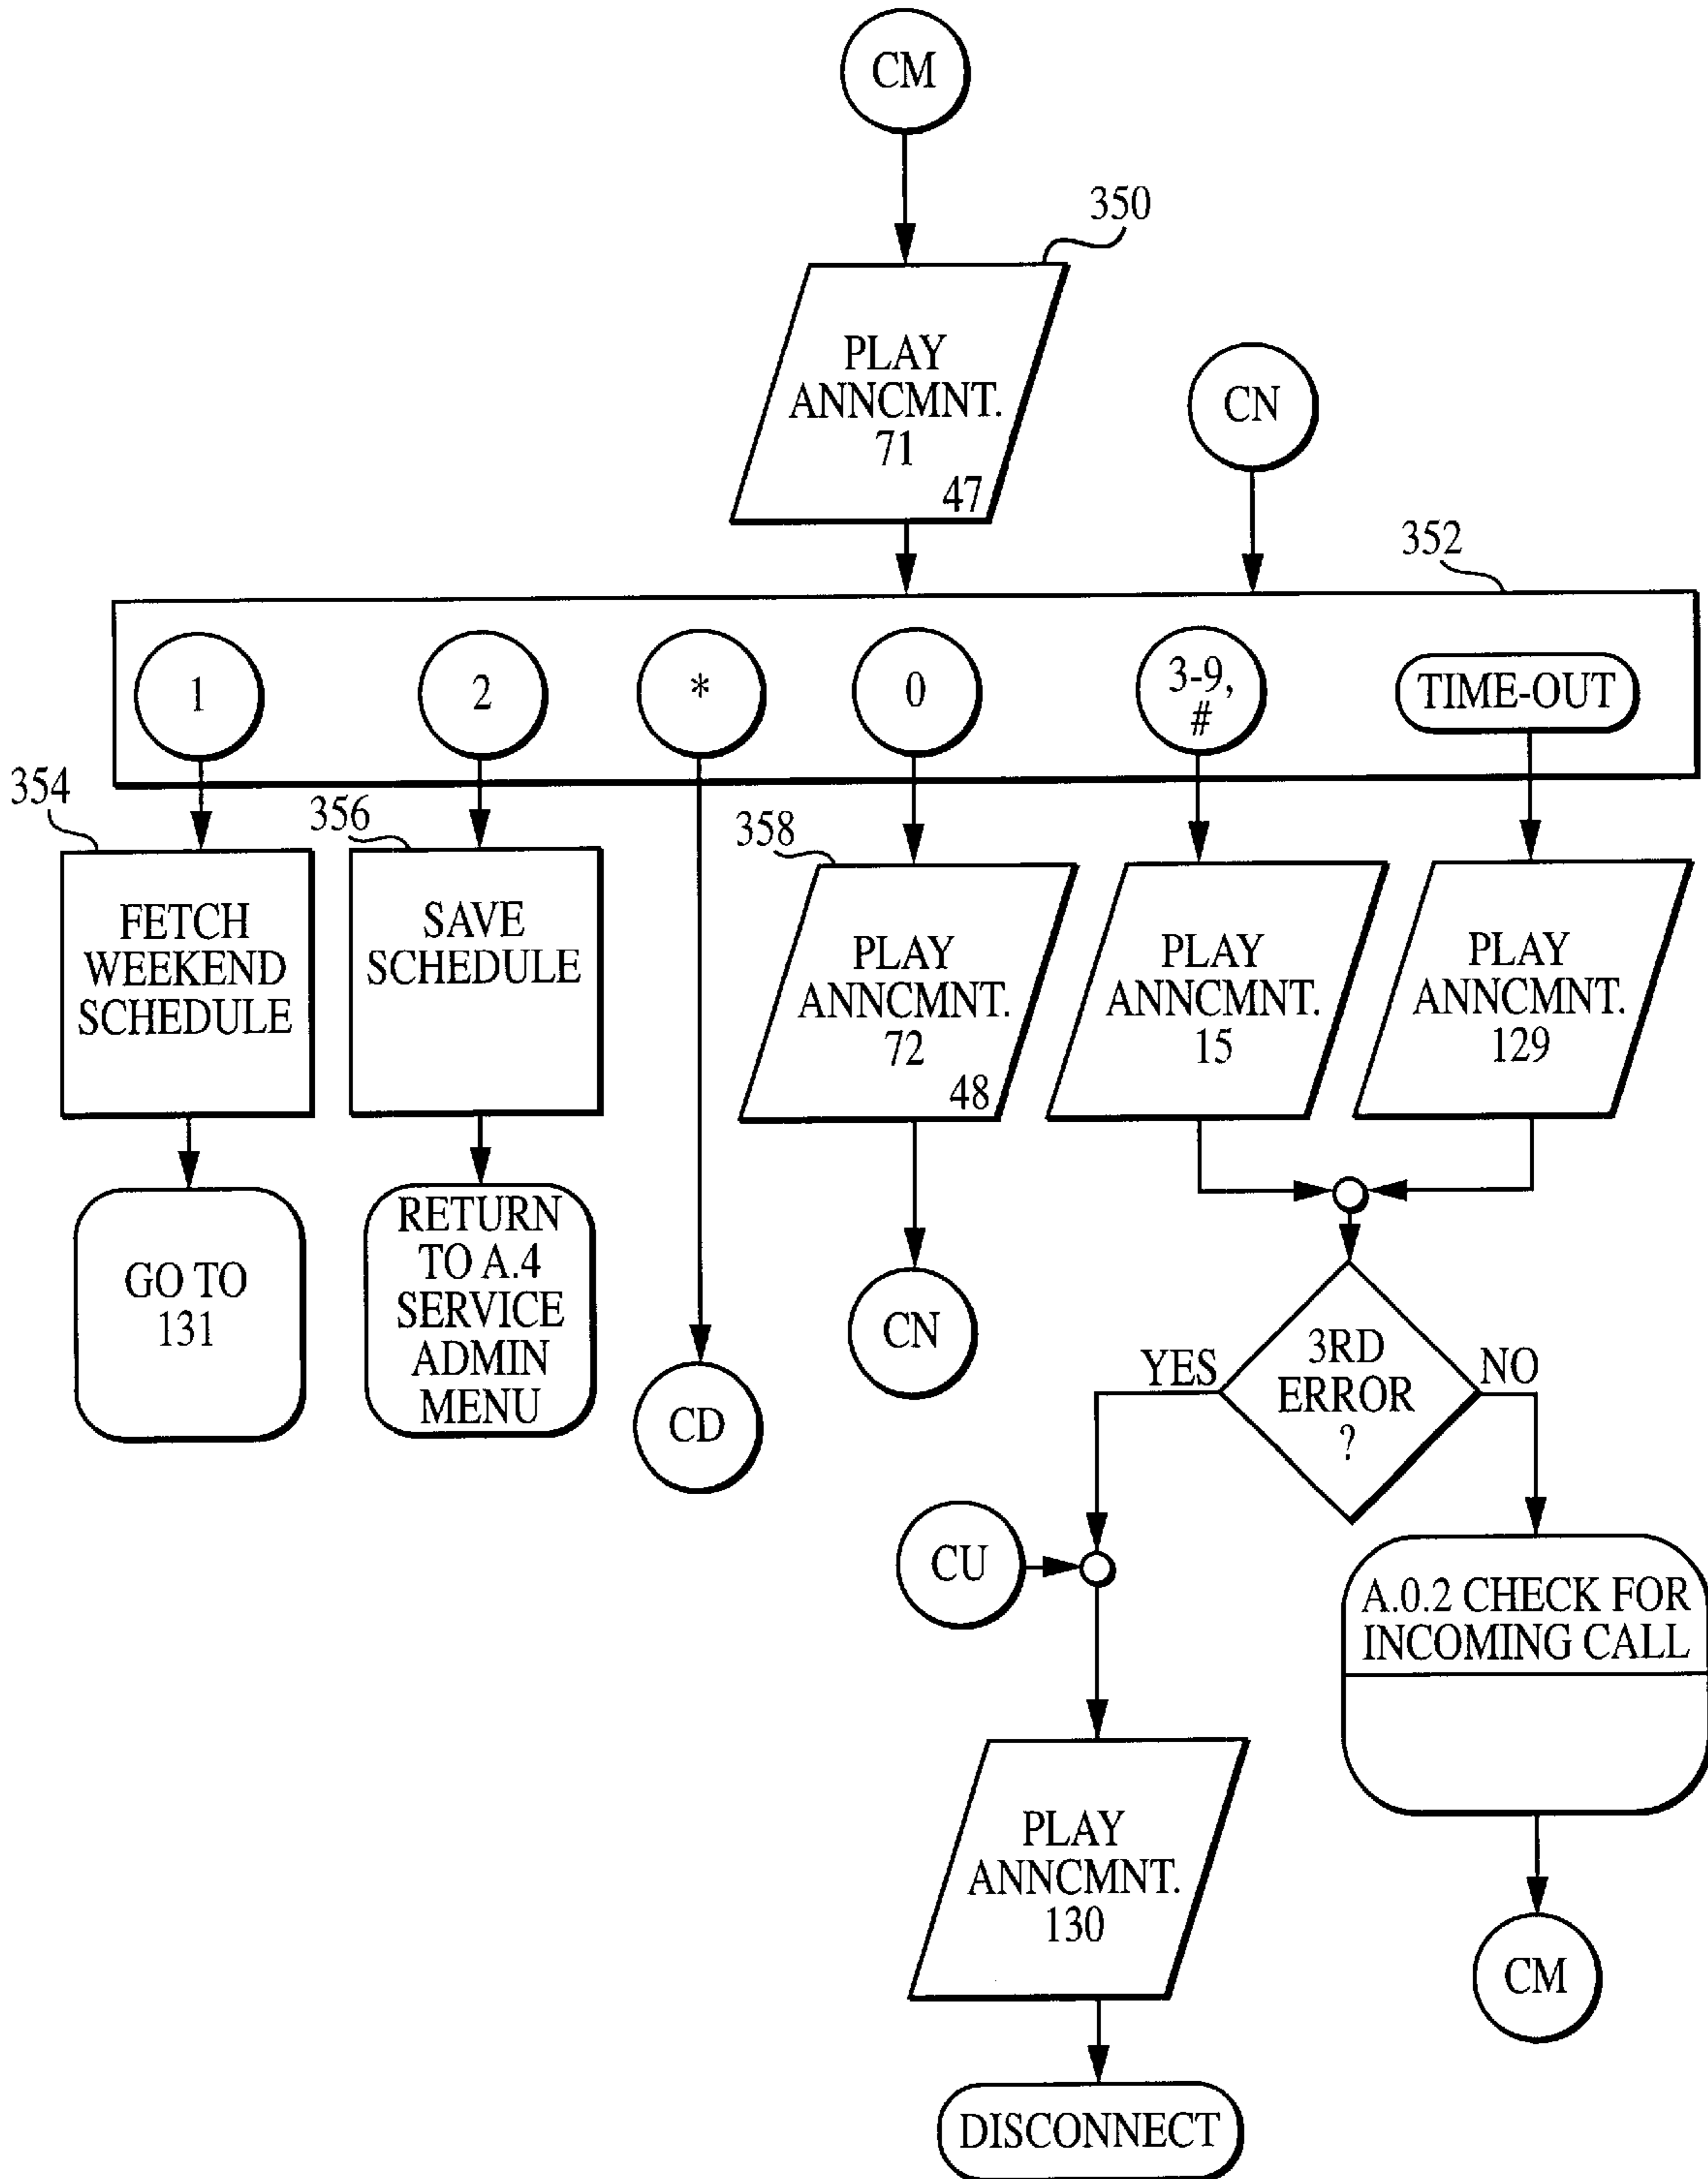 CM
350
PLAY
ANNCMNT.
71
47
CN
352
1
2
*
0
3-9,
#
TIME-OUT
354
356
358
FETCH
WEEKEND
SCHEDULE
SAVE
SCHEDULE
PLAY
ANNCMNT.
72
48
PLAY
ANNCMNT.
15
PLAY
ANNCMNT.
129
GO TO
131
RETURN
TO A.4
SERVICE
ADMIN
MENU
CD
CN
YES
3RD
ERROR
?
NO
CU
A.0.2 CHECK FOR
INCOMING CALL
PLAY
ANNCMNT.
130
CM
DISCONNECT